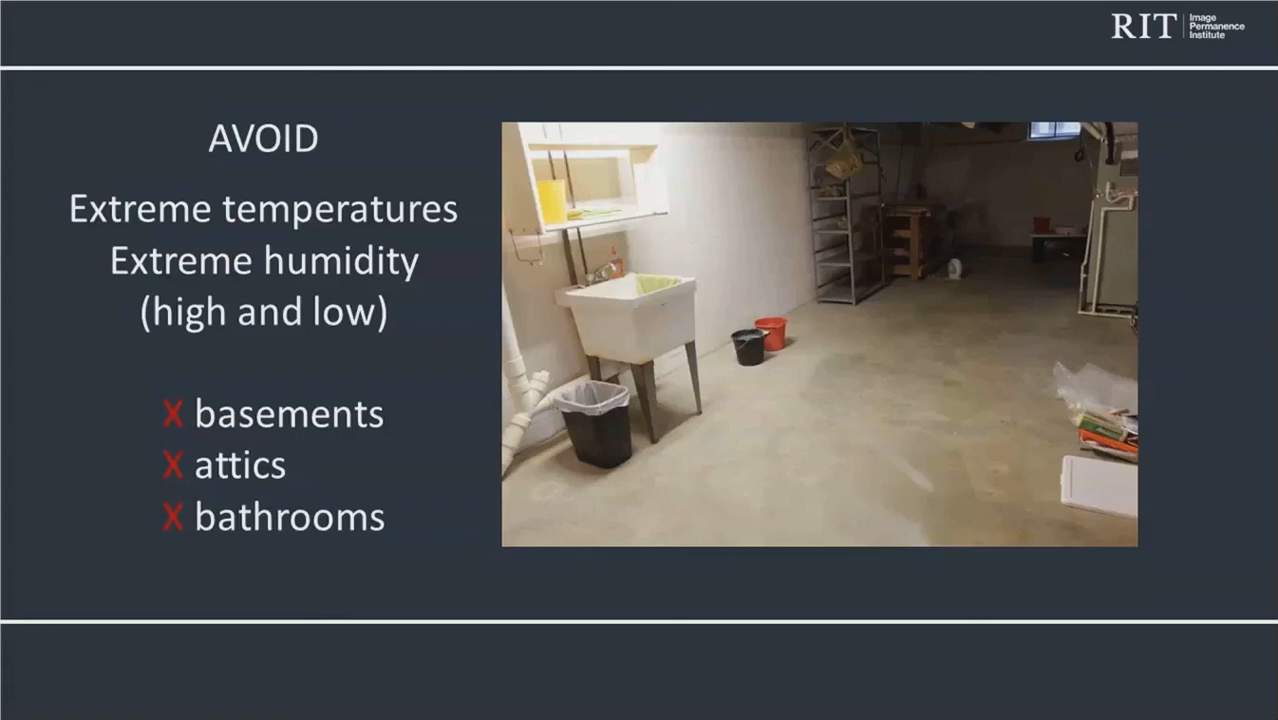 RIT
Image
Permanence
Institute
AVOID
Extreme temperatures
Extreme humidity
(high and low)
X basements
X attics
X bathrooms